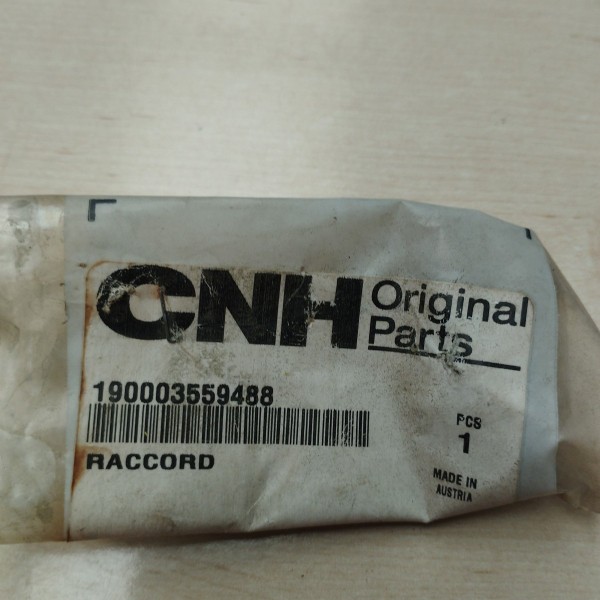 CNH Original
Parts
190003559488
PCS
1
RACCORD
MADE IN
AUSTRIA